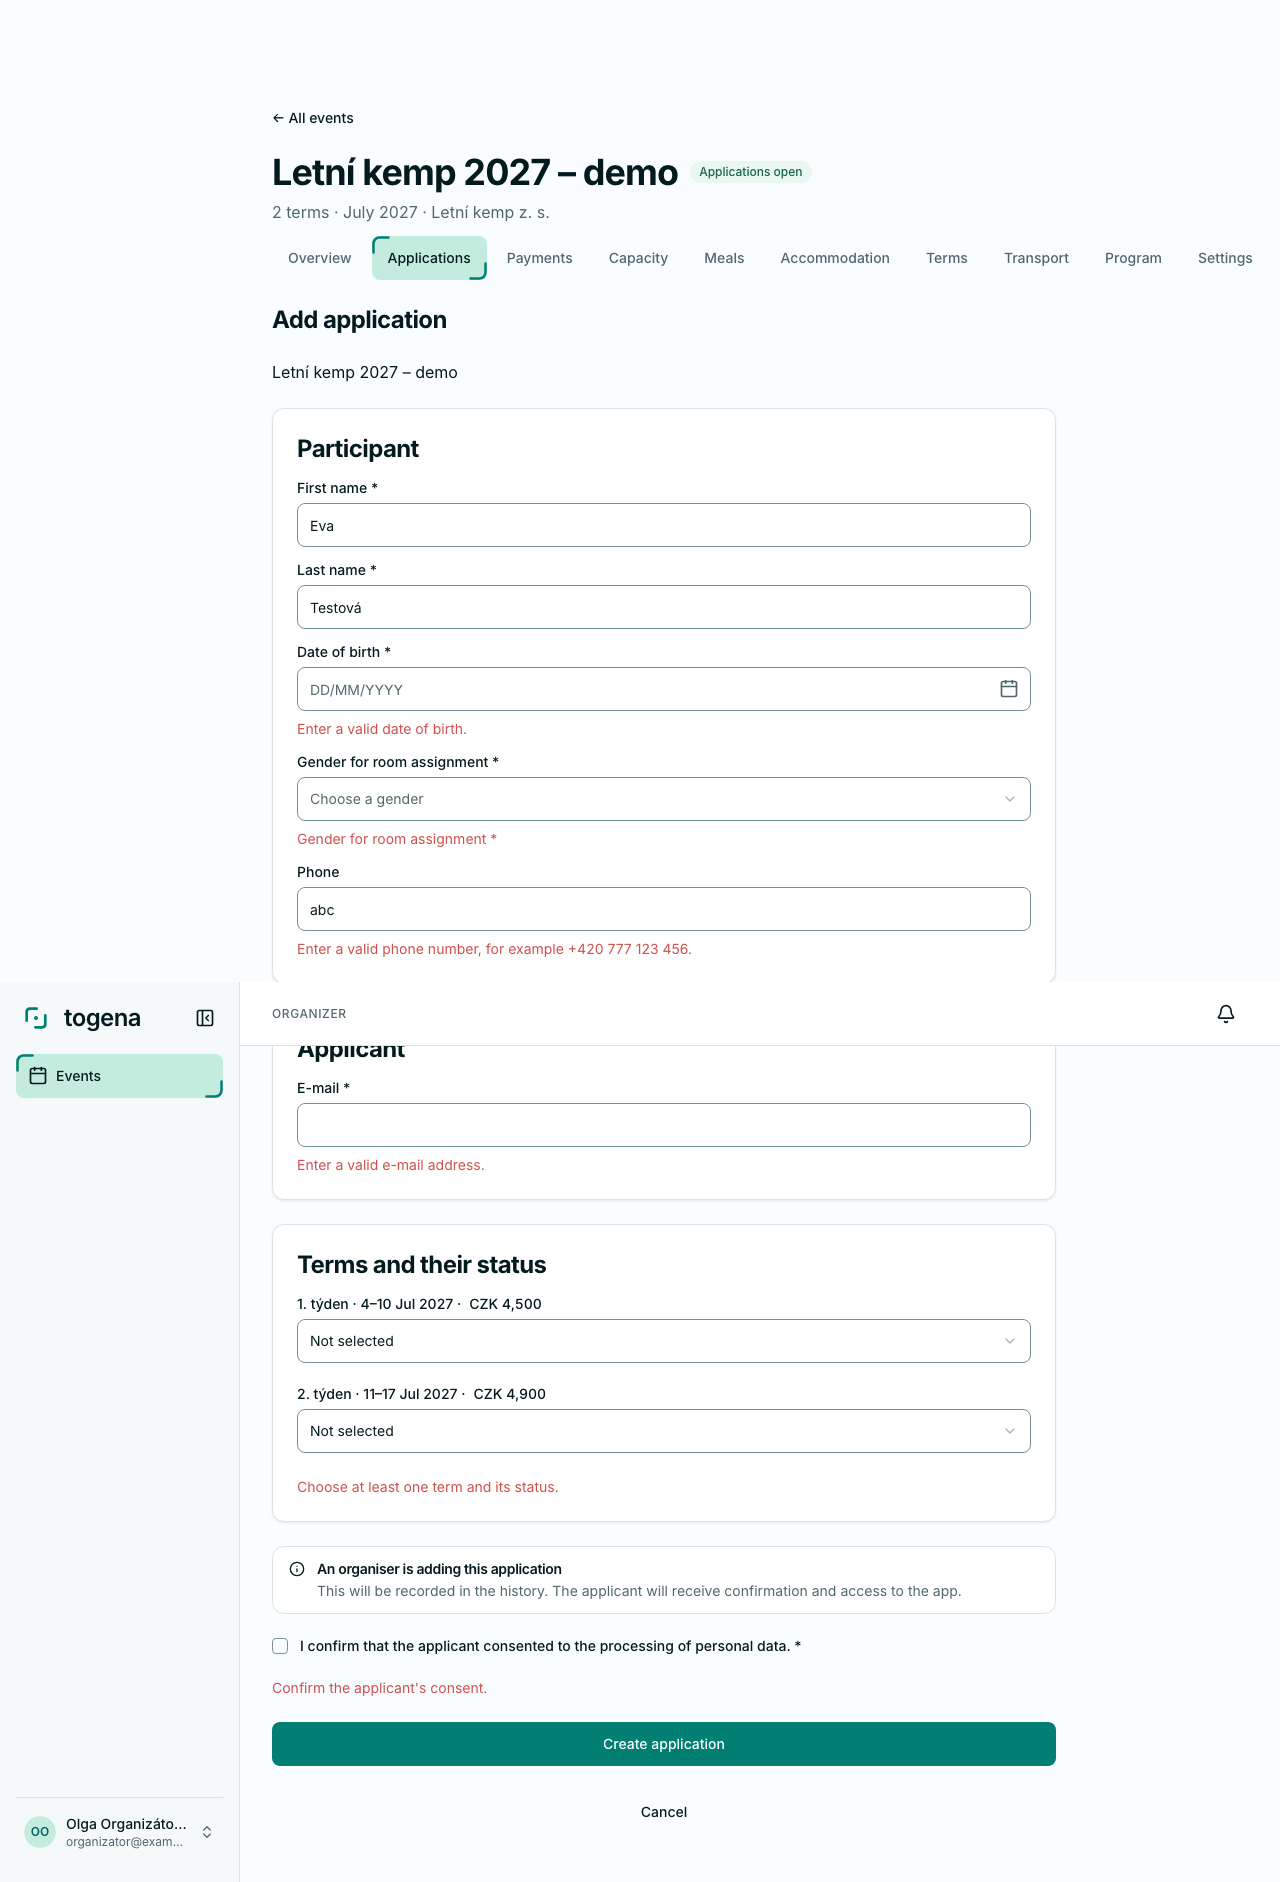 ← All events
Letní kemp 2027 – demo
Applications open
2 terms · July 2027 · Letní kemp z. s.
Overview
Applications
Payments
Capacity
Meals
Accommodation
Terms
Transport
Program
Settings
Add application
Letní kemp 2027 – demo
Participant
First name *
Eva
Last name *
Testová
Date of birth *
DD/MM/YYYY
Enter a valid date of birth.
Gender for room assignment *
Choose a gender
Gender for room assignment *
Phone
abc
Enter a valid phone number, for example +420 777 123 456.
togena
ORGANIZER
Events
Applicant
E-mail *
Enter a valid e-mail address.
Terms and their status
1. týden · 4–10 Jul 2027 · CZK 4,500
Not selected
2. týden · 11–17 Jul 2027 · CZK 4,900
Not selected
Choose at least one term and its status.
An organiser is adding this application
This will be recorded in the history. The applicant will receive confirmation and access to the app.
I confirm that the applicant consented to the processing of personal data. *
Confirm the applicant's consent.
Create application
Cancel
OO
Olga Organizáto...
organizator@exam...